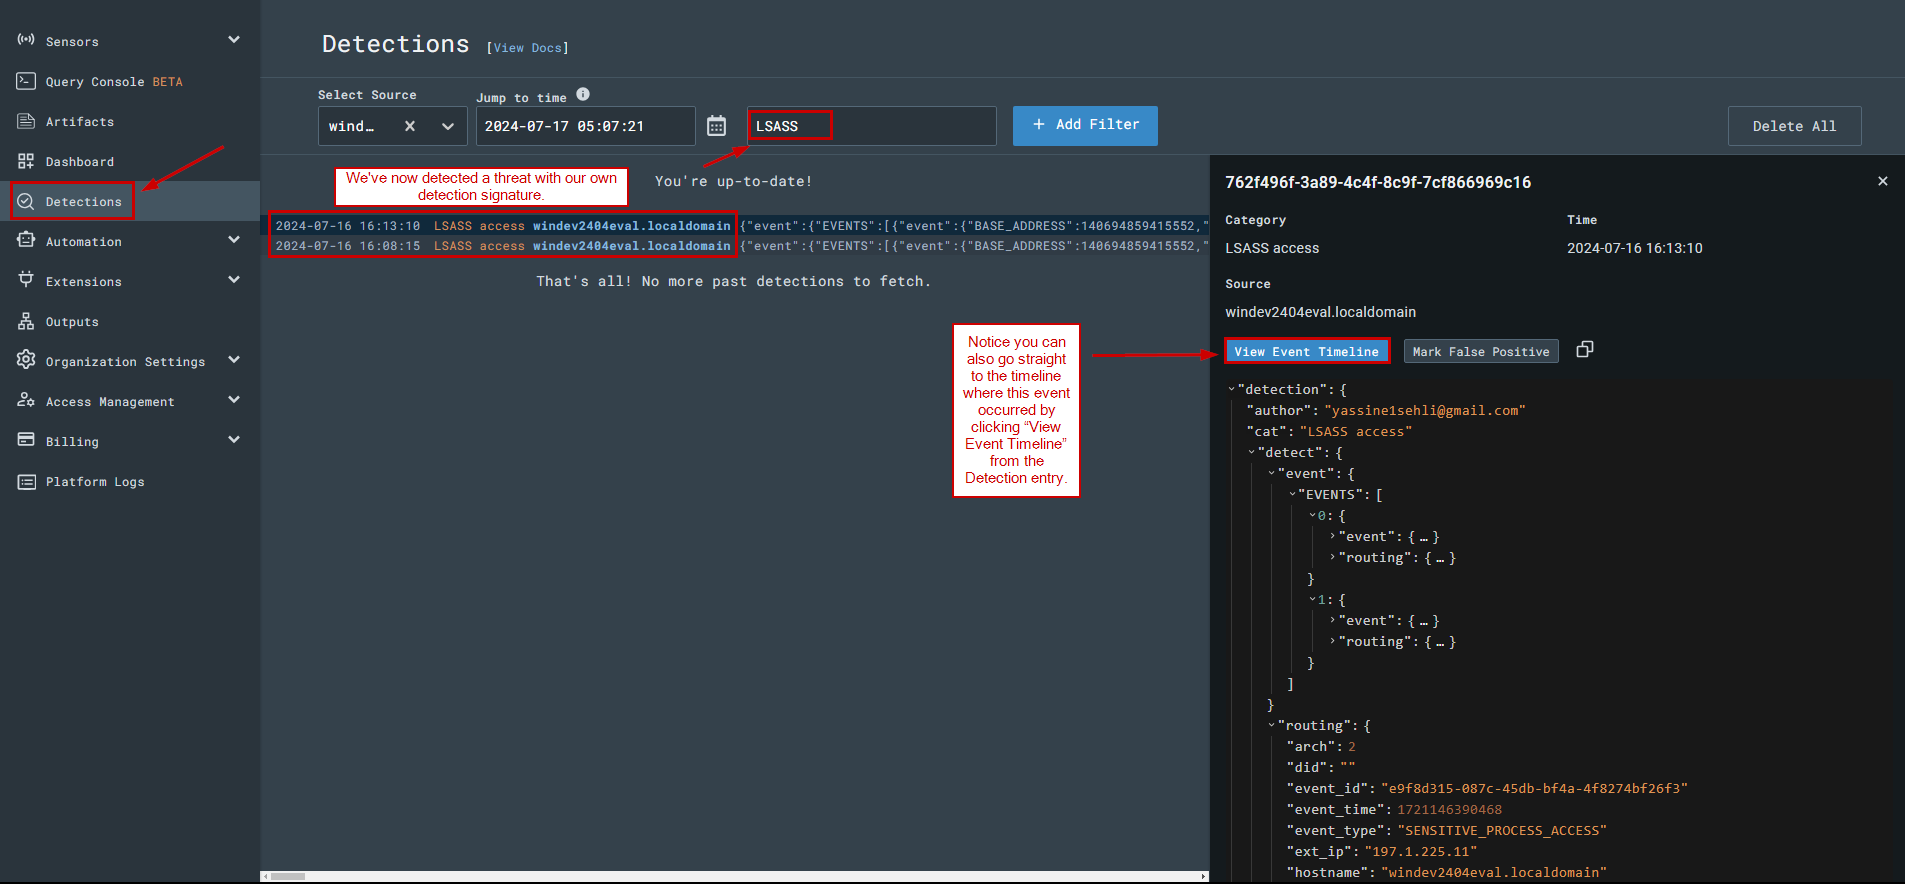 Sensors
Query Console BETA
Artifacts
Dashboard
Detections
Automation
Extensions
Outputs
Organization Settings
Access Management
Billing
Platform Logs
Detections [View Docs]
Select Source
Jump to time
wind…
2024-07-17 05:07:21
LSASS
+ Add Filter
Delete All
We've now detected a threat with our own
detection signature.
You're up-to-date!
2024-07-16 16:13:10 LSASS access windev2404eval.localdomain {"event":{"EVENTS":[{"event":{"BASE_ADDRESS":140694859415552,"
2024-07-16 16:08:15 LSASS access windev2404eval.localdomain {"event":{"EVENTS":[{"event":{"BASE_ADDRESS":140694859415552,"
That's all! No more past detections to fetch.
Notice you can
also go straight
to the timeline
where this event
occurred by
clicking “View
Event Timeline”
from the
Detection entry.
762f496f-3a89-4c4f-8c9f-7cf866969c16
Category
Time
LSASS access
2024-07-16 16:13:10
Source
windev2404eval.localdomain
View Event Timeline
Mark False Positive
"detection": {
"author": "yassine1sehli@gmail.com"
"cat": "LSASS access"
"detect": {
"event": {
"EVENTS": [
0: {
"event": { … }
"routing": { … }
}
1: {
"event": { … }
"routing": { … }
}
]
}
"routing": {
"arch": 2
"did": ""
"event_id": "e9f8d315-087c-45db-bf4a-4f8274bf26f3"
"event_time": 1721146390468
"event_type": "SENSITIVE_PROCESS_ACCESS"
"ext_ip": "197.1.225.11"
"hostname": "windev2404eval.localdomain"